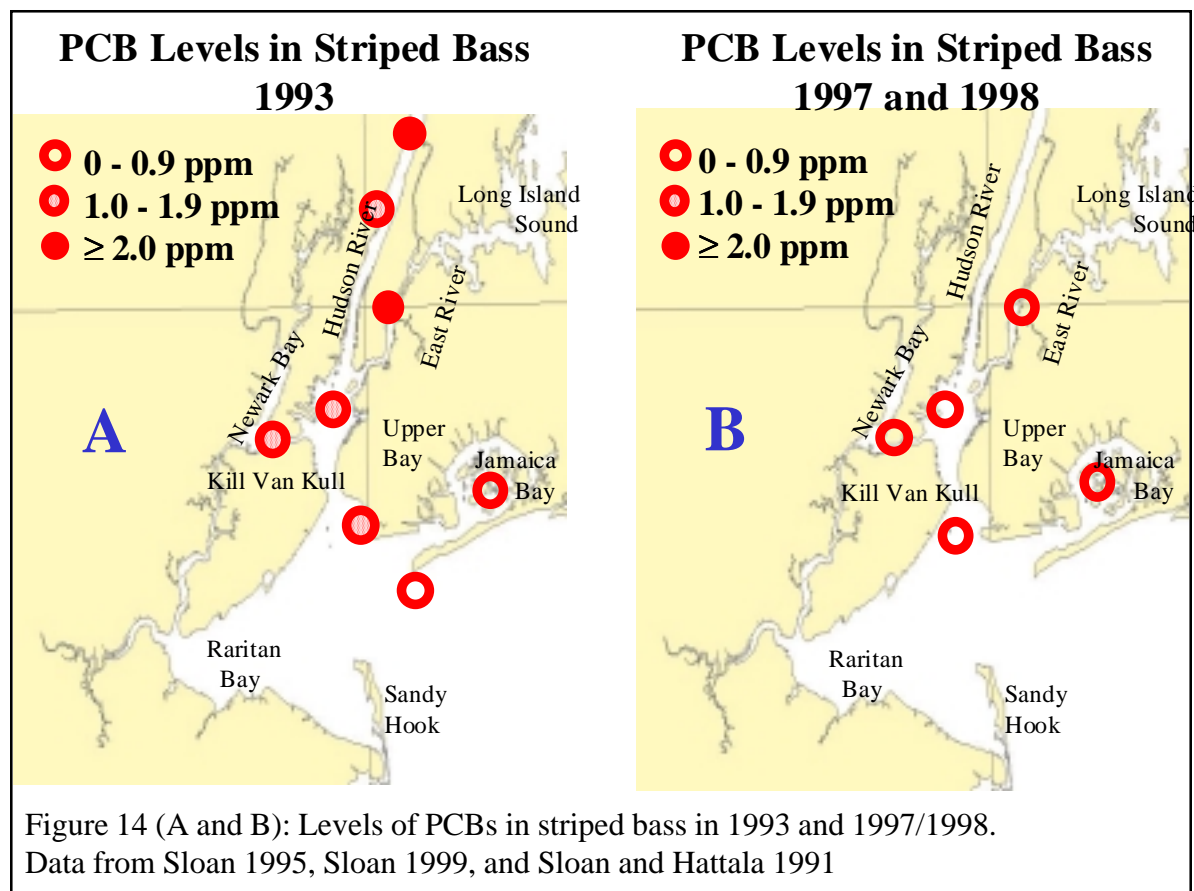 PCB Levels in Striped Bass
1993
0 - 0.9 ppm
1.0 - 1.9 ppm
≥ 2.0 ppm
Long Island
Sound
Hudson River
East River
Newark Bay
A
Upper
Bay
Jamaica
Bay
Kill Van Kull
Raritan
Bay
Sandy
Hook
PCB Levels in Striped Bass
1997 and 1998
0 - 0.9 ppm
1.0 - 1.9 ppm
≥ 2.0 ppm
Long Island
Sound
Hudson River
East River
Newark Bay
B
Upper
Bay
Jamaica
Bay
Kill Van Kull
Raritan
Bay
Sandy
Hook
Figure 14 (A and B): Levels of PCBs in striped bass in 1993 and 1997/1998.
Data from Sloan 1995, Sloan 1999, and Sloan and Hattala 1991